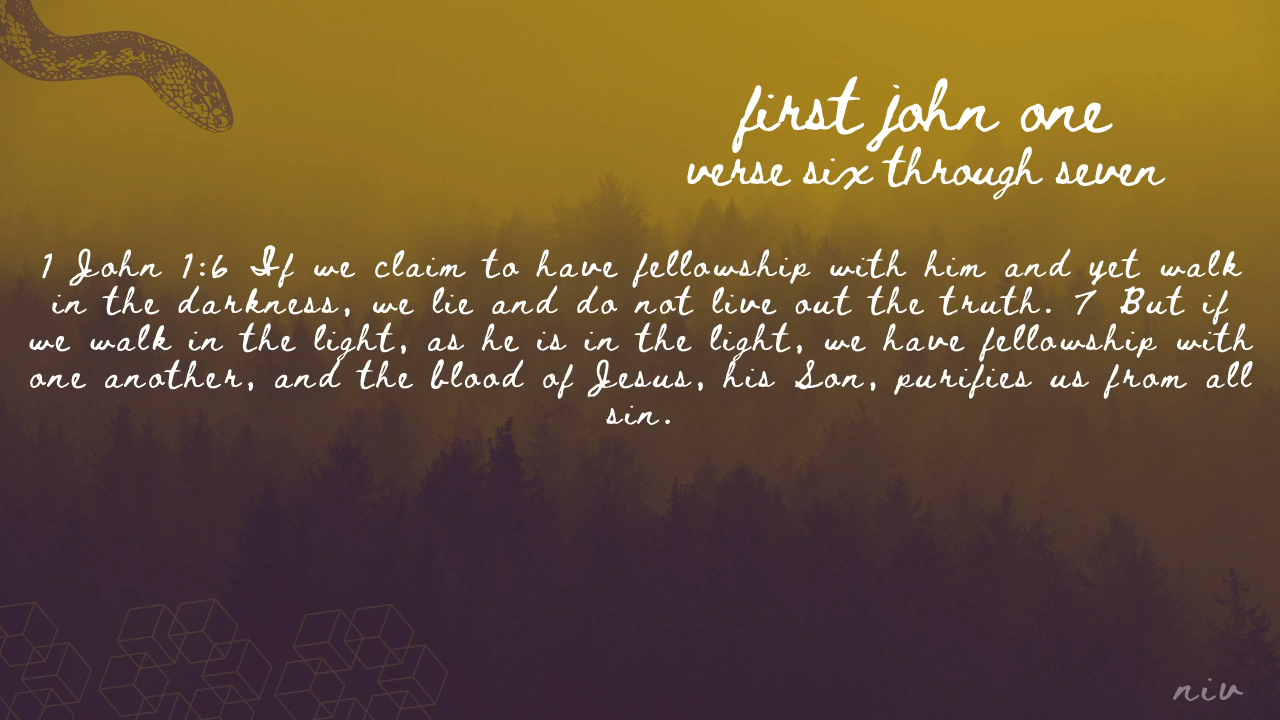 first john one
verse six through seven
1 John 1:6 If we claim to have fellowship with him and yet walk
in the darkness, we lie and do not live out the truth. 7 But if
we walk in the light, as he is in the light, we have fellowship with
one another, and the blood of Jesus, his Son, purifies us from all
sin.
niv